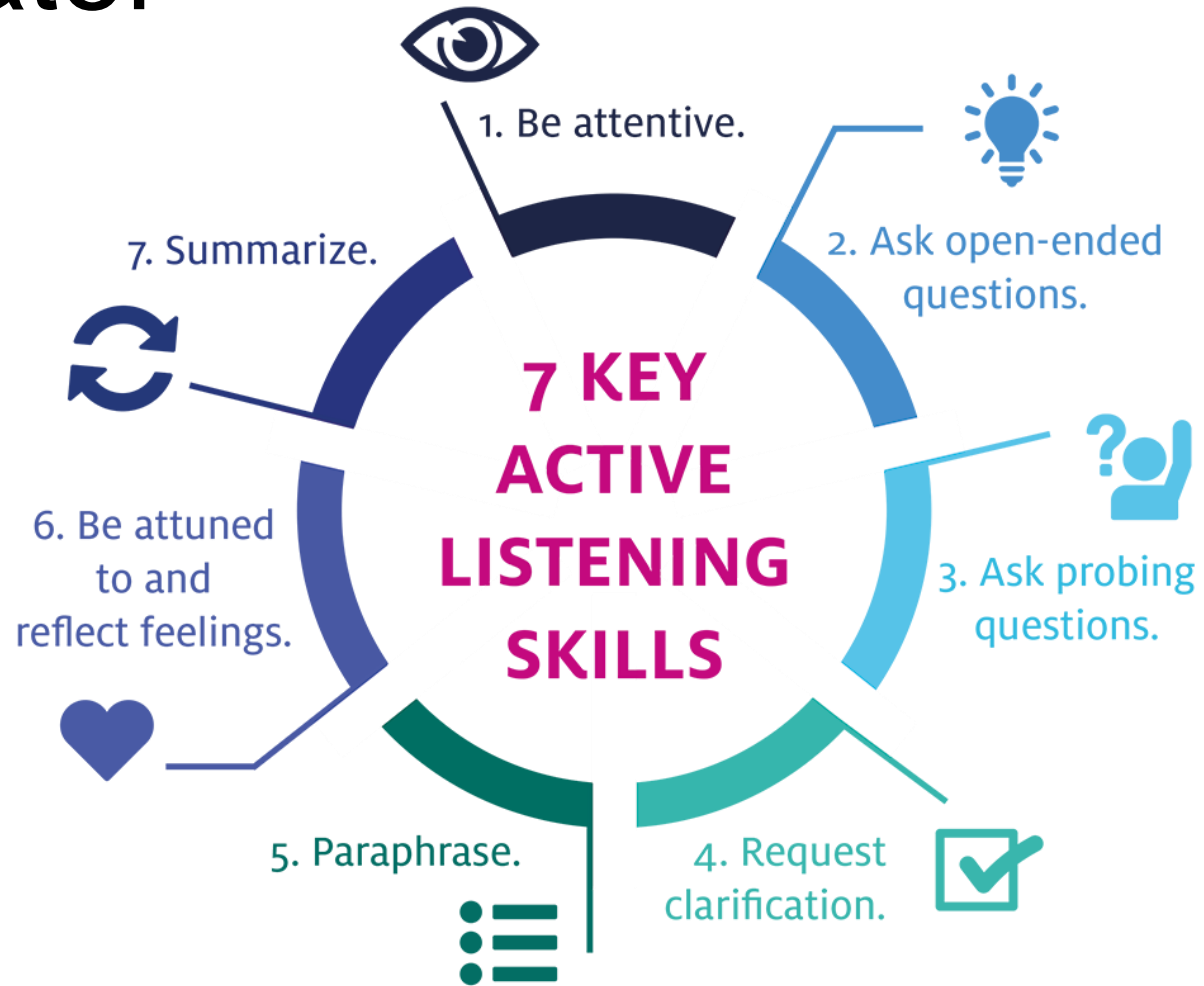 7 KEY
ACTIVE
LISTENING
SKILLS
1. Be attentive.
2. Ask open-ended
questions.
3. Ask probing
questions.
4. Request
clarification.
5. Paraphrase.
6. Be attuned
to and
reflect feelings.
7. Summarize.